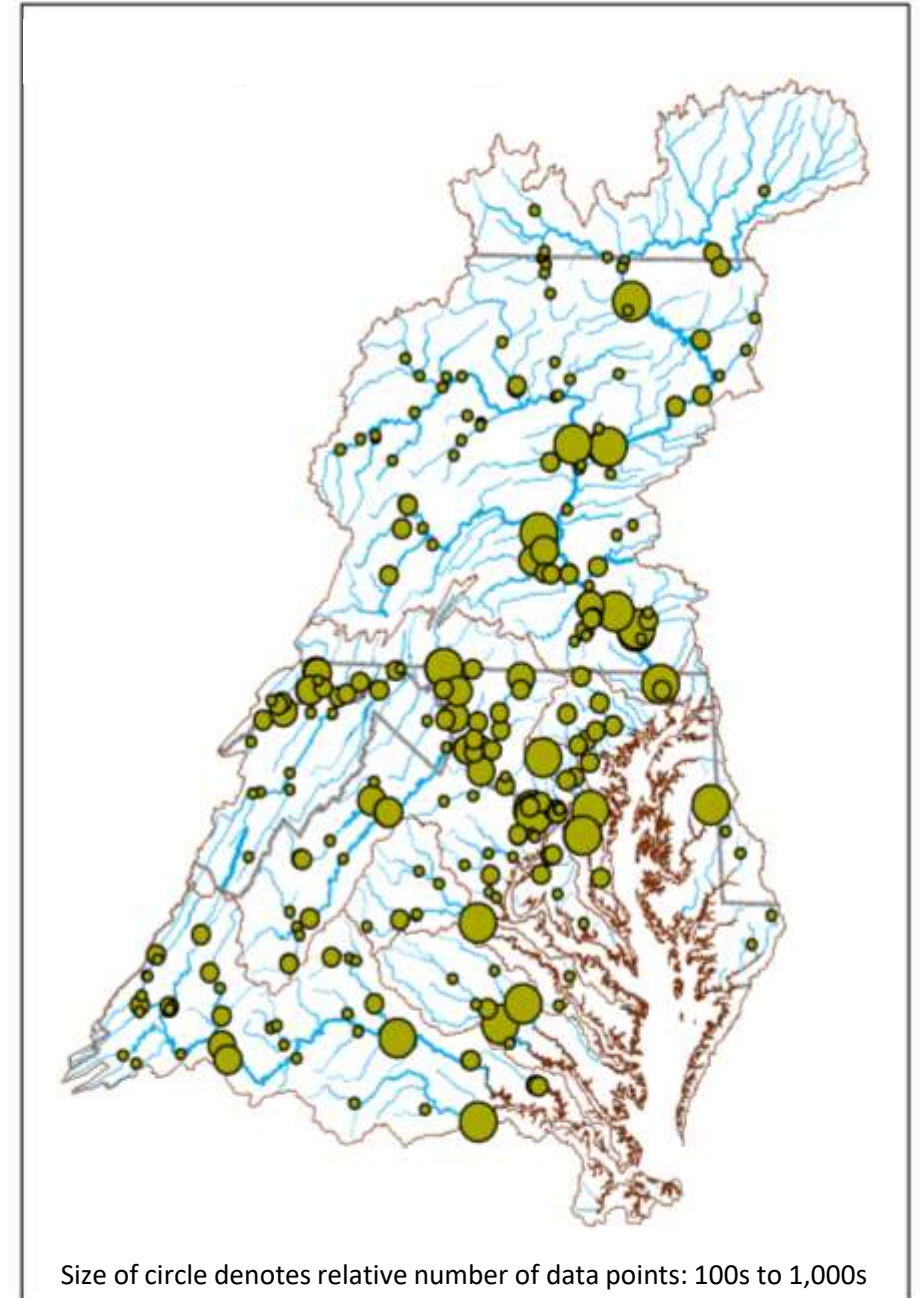 Size of circle denotes relative number of data points: 100s to 1,000s